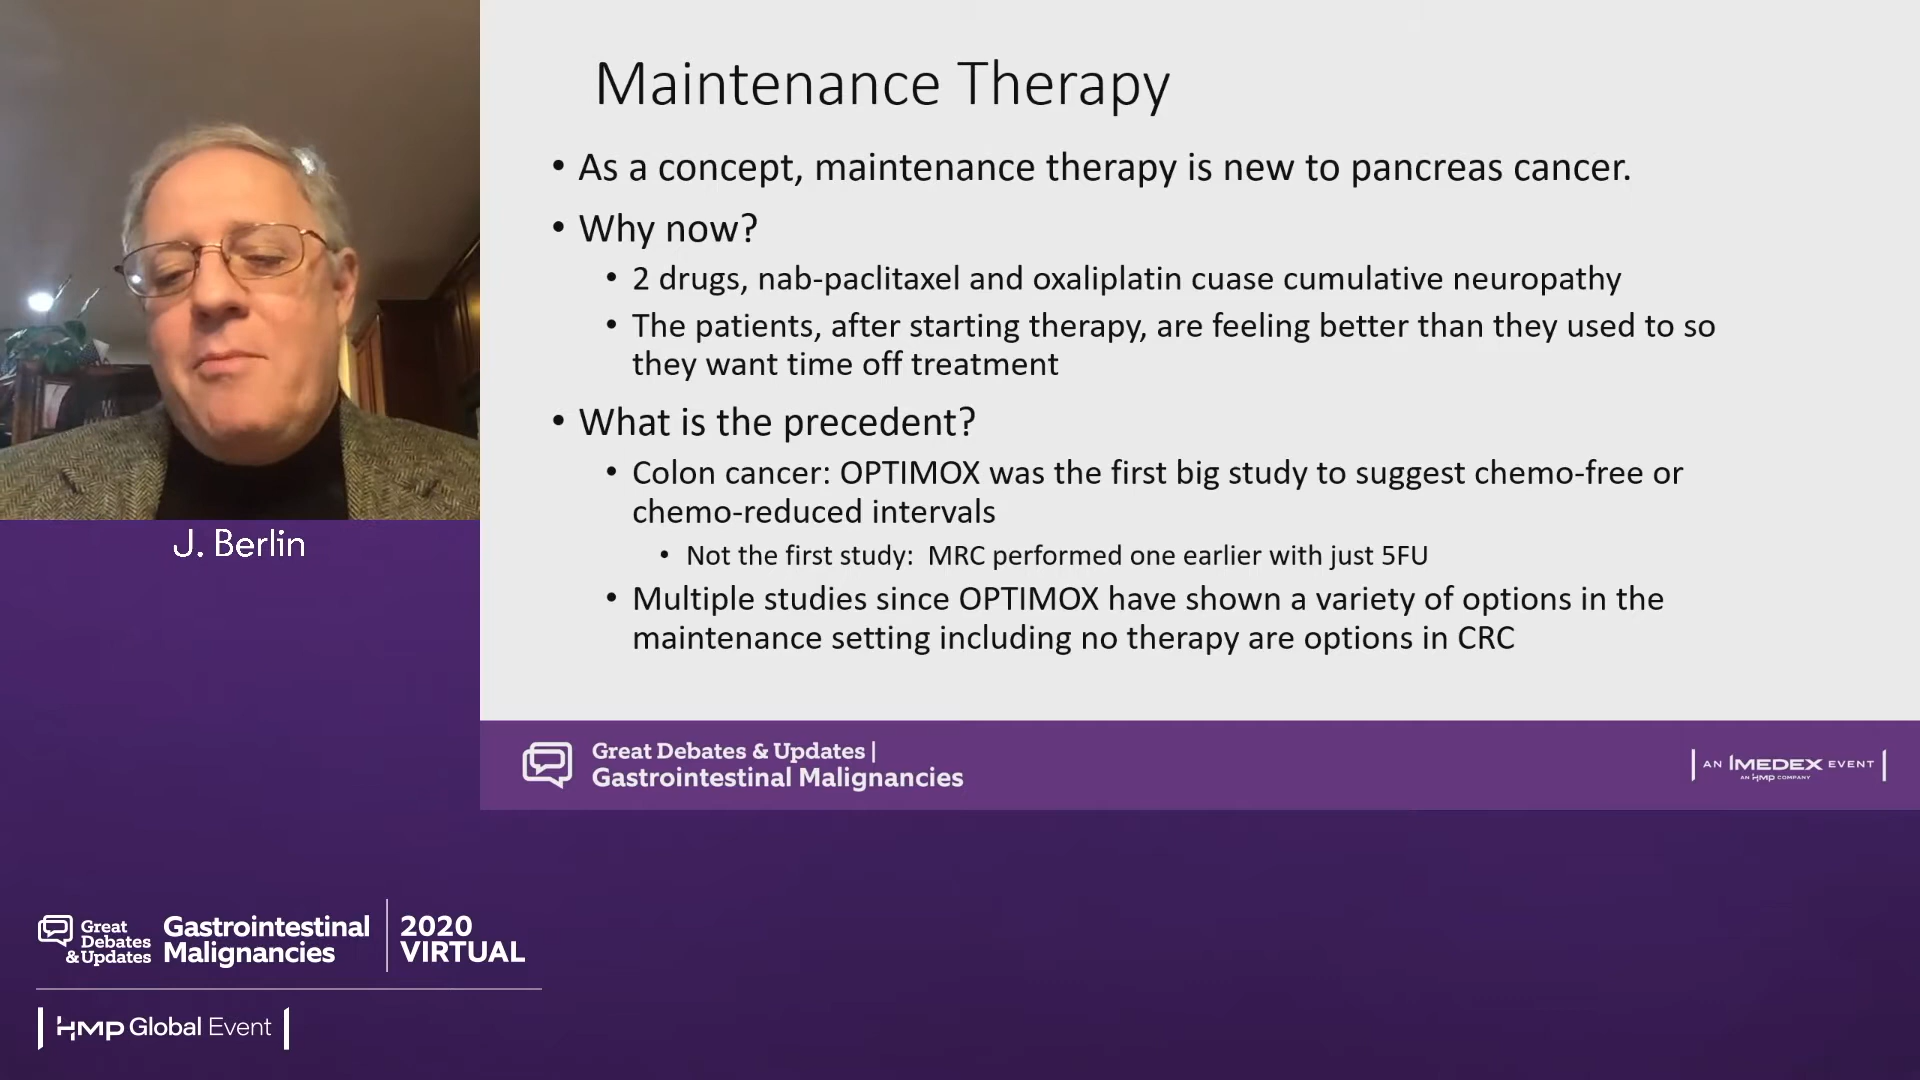 Maintenance Therapy
• As a concept, maintenance therapy is new to pancreas cancer.
• Why now?
• 2 drugs, nab-paclitaxel and oxaliplatin cuase cumulative neuropathy
• The patients, after starting therapy, are feeling better than they used to so
they want time off treatment
• What is the precedent?
• Colon cancer: OPTIMOX was the first big study to suggest chemo-free or
chemo-reduced intervals
• Not the first study:  MRC performed one earlier with just 5FU
• Multiple studies since OPTIMOX have shown a variety of options in the
maintenance setting including no therapy are options in CRC
J. Berlin
Great Debates & Updates |
Gastrointestinal Malignancies
| AN IMEDEX EVENT |
AN HMP COMPANY
Great
Debates
& Updates
Gastrointestinal
Malignancies
2020
VIRTUAL
HMP Global Event